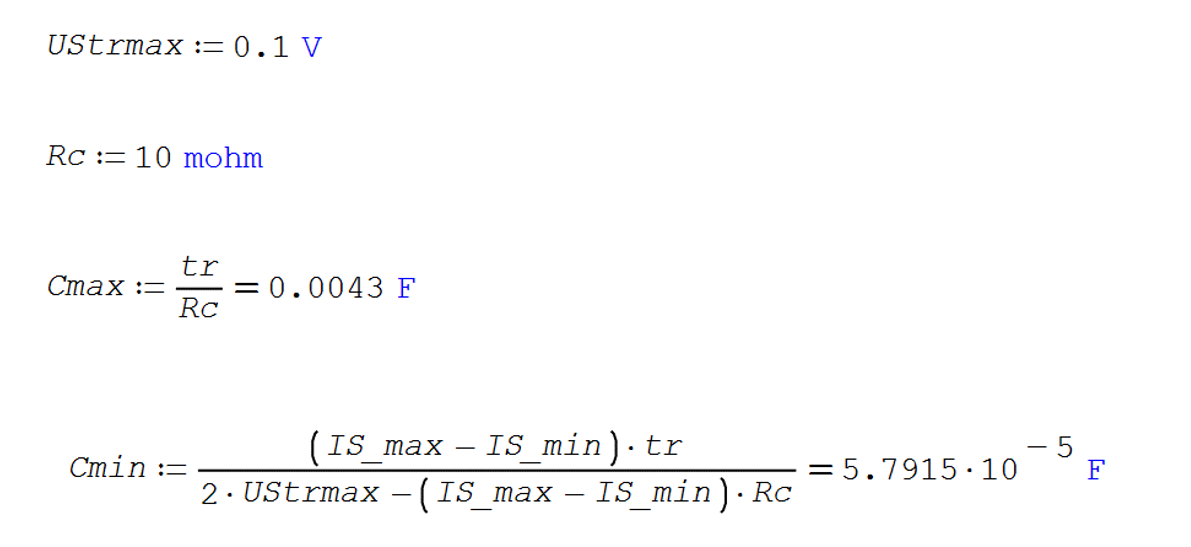 UStrmax := 0.1 V
Rc := 10 mohm
Cmax := tr / Rc = 0.0043 F
Cmin := (IS_max − IS_min) · tr / 2 · UStrmax − (IS_max − IS_min) · Rc = 5.7915 · 10^−5 F